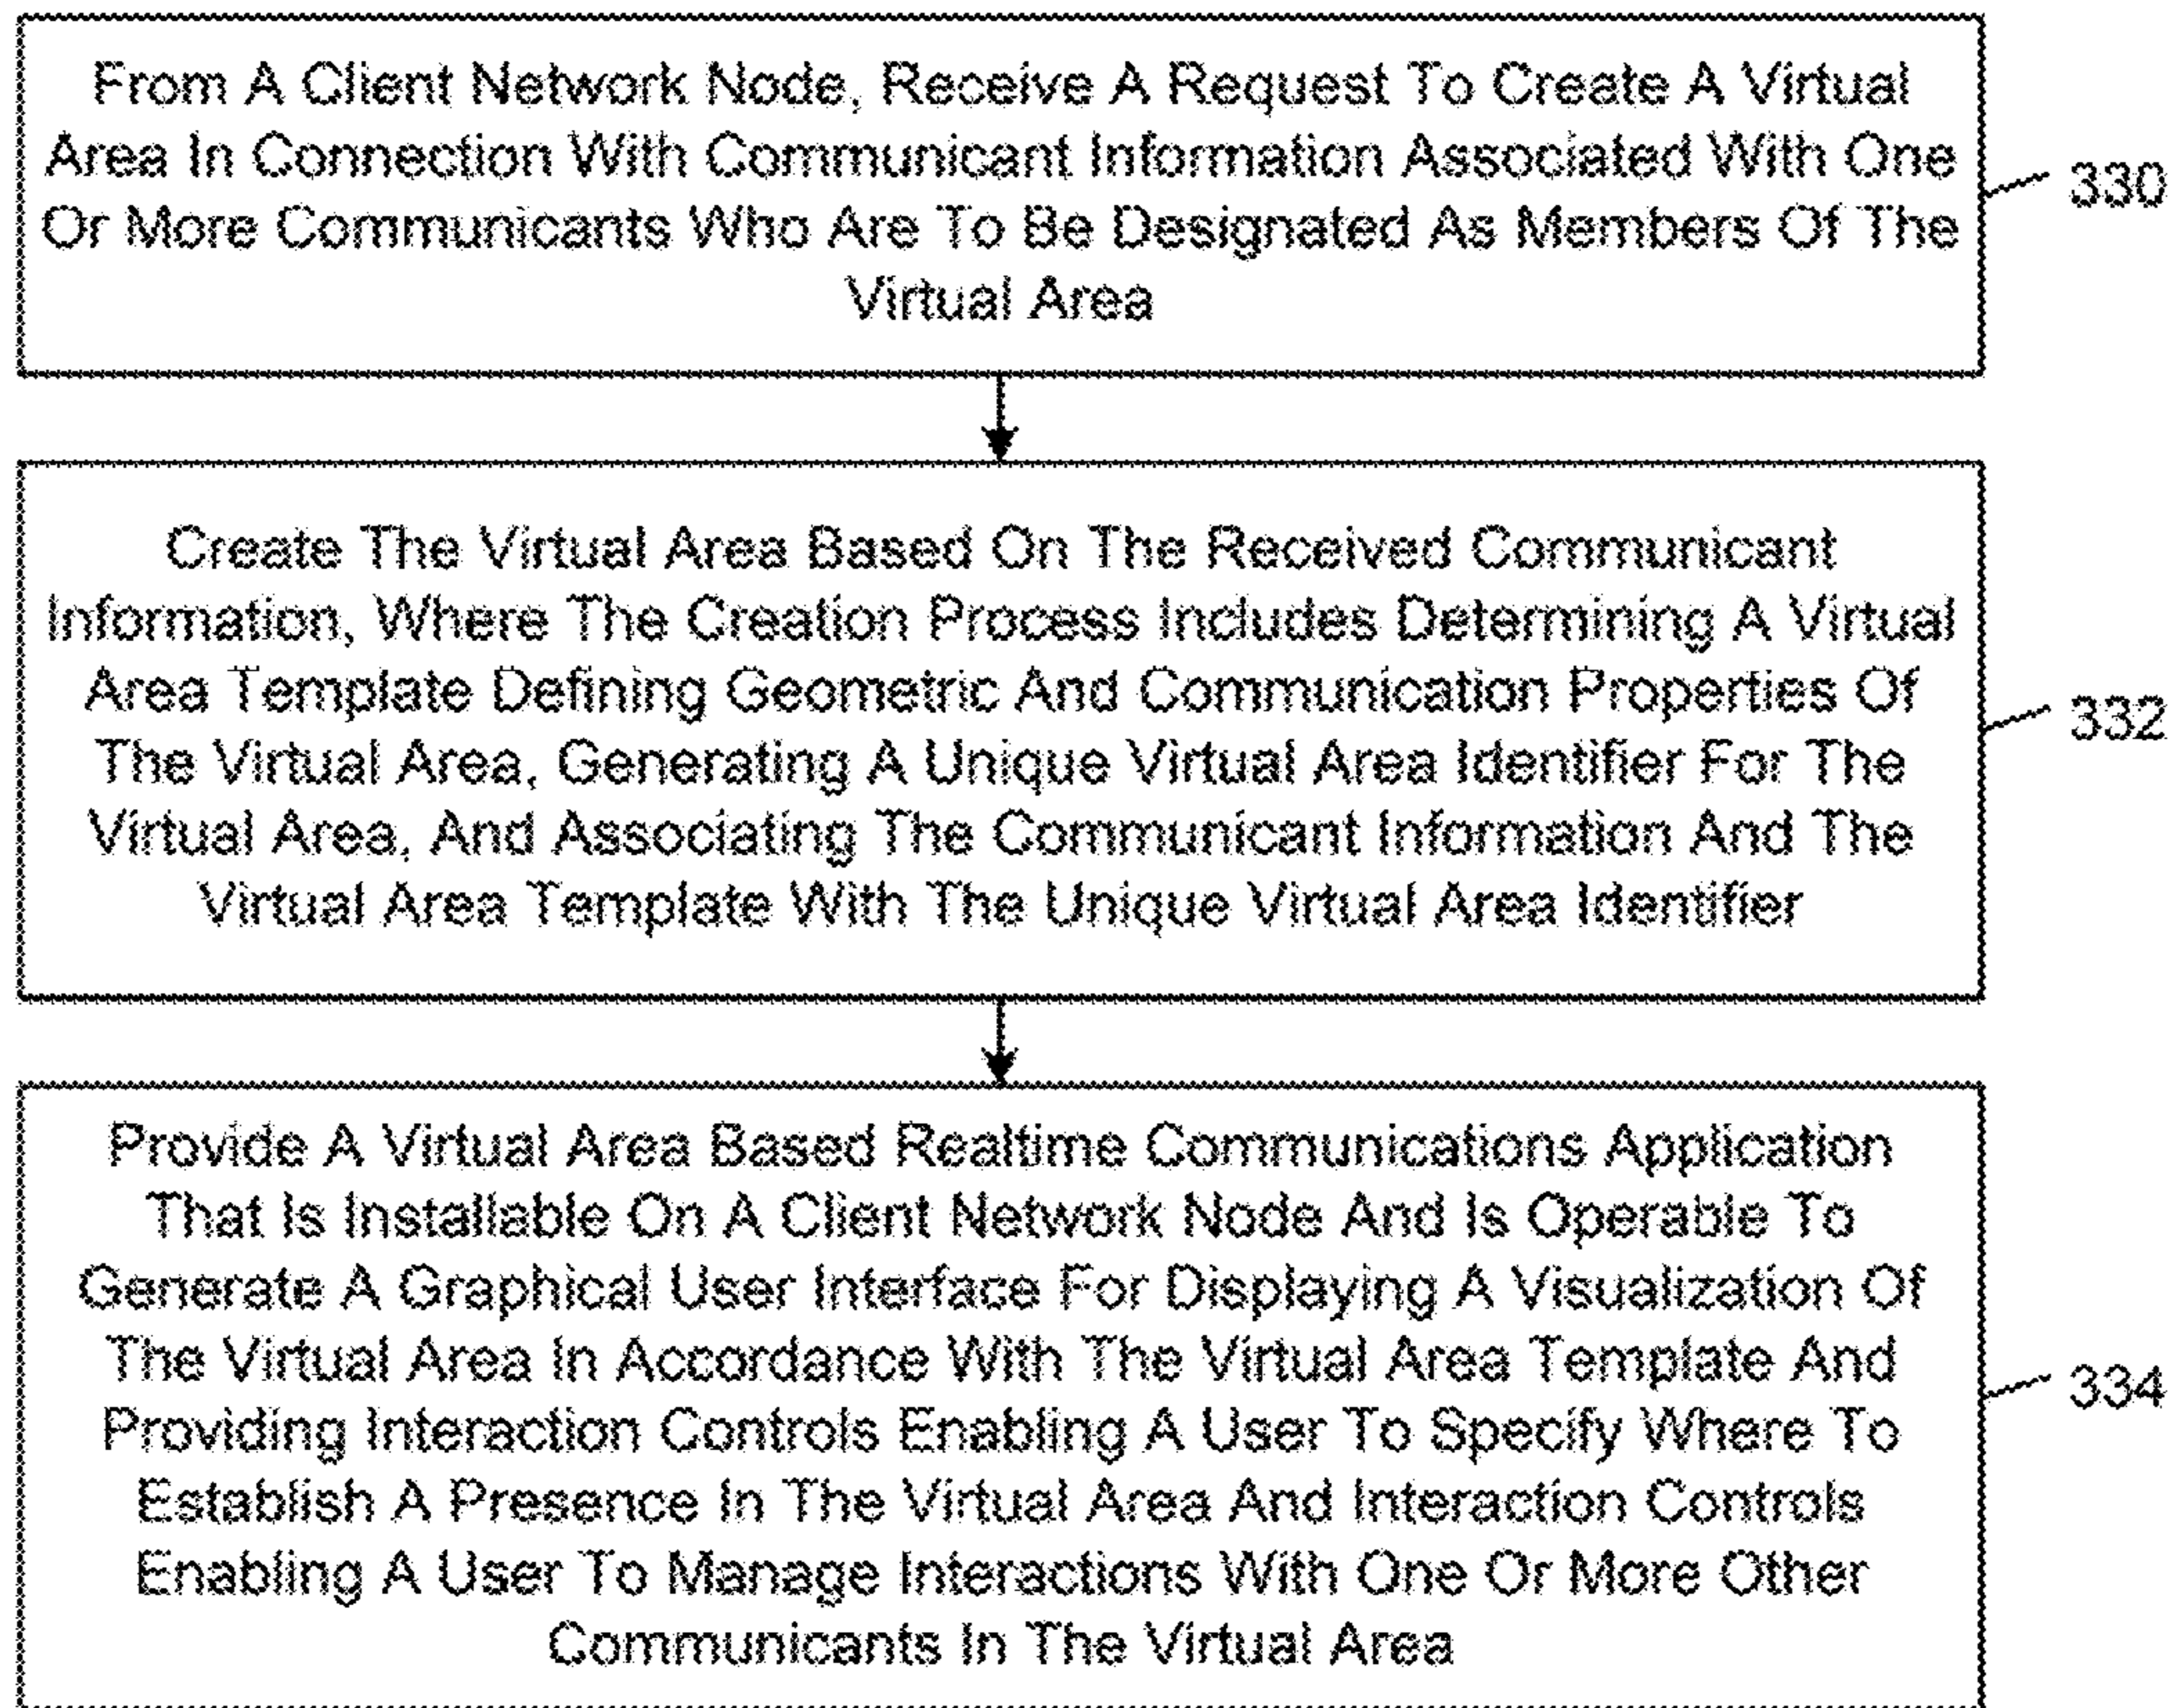 From A Client Network Node, Receive A Request To Create A Virtual
Area In Connection With Communicant Information Associated With One
Or More Communicants Who Are To Be Designated As Members Of The
Virtual Area
330
Create The Virtual Area Based On The Received Communicant
Information, Where The Creation Process Includes Determining A Virtual
Area Template Defining Geometric And Communication Properties Of
The Virtual Area, Generating A Unique Virtual Area Identifier For The
Virtual Area, And Associating The Communicant Information And The
Virtual Area Template With The Unique Virtual Area Identifier
332
Provide A Virtual Area Based Realtime Communications Application
That Is Installable On A Client Network Node And Is Operable To
Generate A Graphical User Interface For Displaying A Visualization Of
The Virtual Area In Accordance With The Virtual Area Template And
Providing Interaction Controls Enabling A User To Specify Where To
Establish A Presence In The Virtual Area And Interaction Controls
Enabling A User To Manage Interactions With One Or More Other
Communicants In The Virtual Area
334